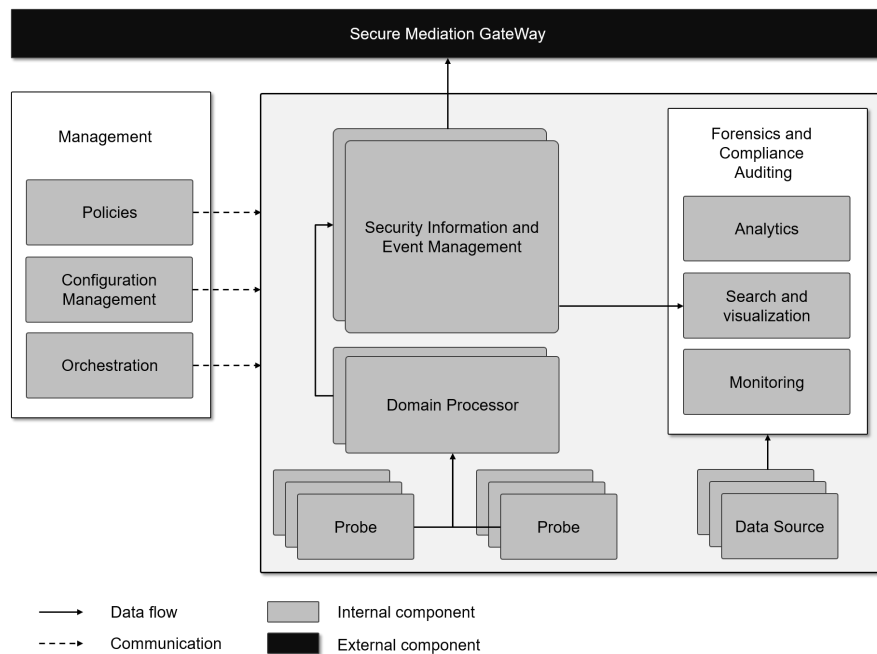 Secure Mediation GateWay
Management
Policies
Configuration
Management
Orchestration
Security Information and
Event Management
Domain Processor
Probe
Probe
Forensics and
Compliance
Auditing
Analytics
Search and
visualization
Monitoring
Data Source
Data flow
Internal component
Communication
External component